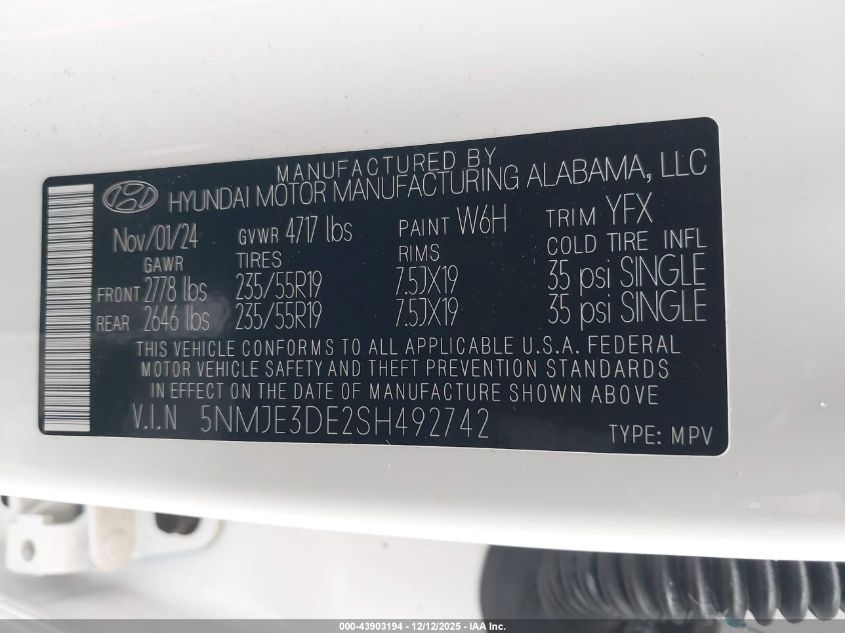 MANUFACTURED BY
HYUNDAI MOTOR MANUFACTURING ALABAMA, LLC
Nov/01/24 GVWR 4717 lbs PAINT W6H TRIM YFX
GAWR TIRES RIMS COLD TIRE INFL
FRONT 2778 lbs 235/55R19 7.5JX19 35 psi SINGLE
REAR 2646 lbs 235/55R19 7.5JX19 35 psi SINGLE
THIS VEHICLE CONFORMS TO ALL APPLICABLE U.S.A. FEDERAL
MOTOR VEHICLE SAFETY AND THEFT PREVENTION STANDARDS
IN EFFECT ON THE DATE OF MANUFACTURE SHOWN ABOVE
V.I.N 5NMJE3DE2SH492742 TYPE: MPV
000-43903194 - 12/12/2025 - IAA Inc.